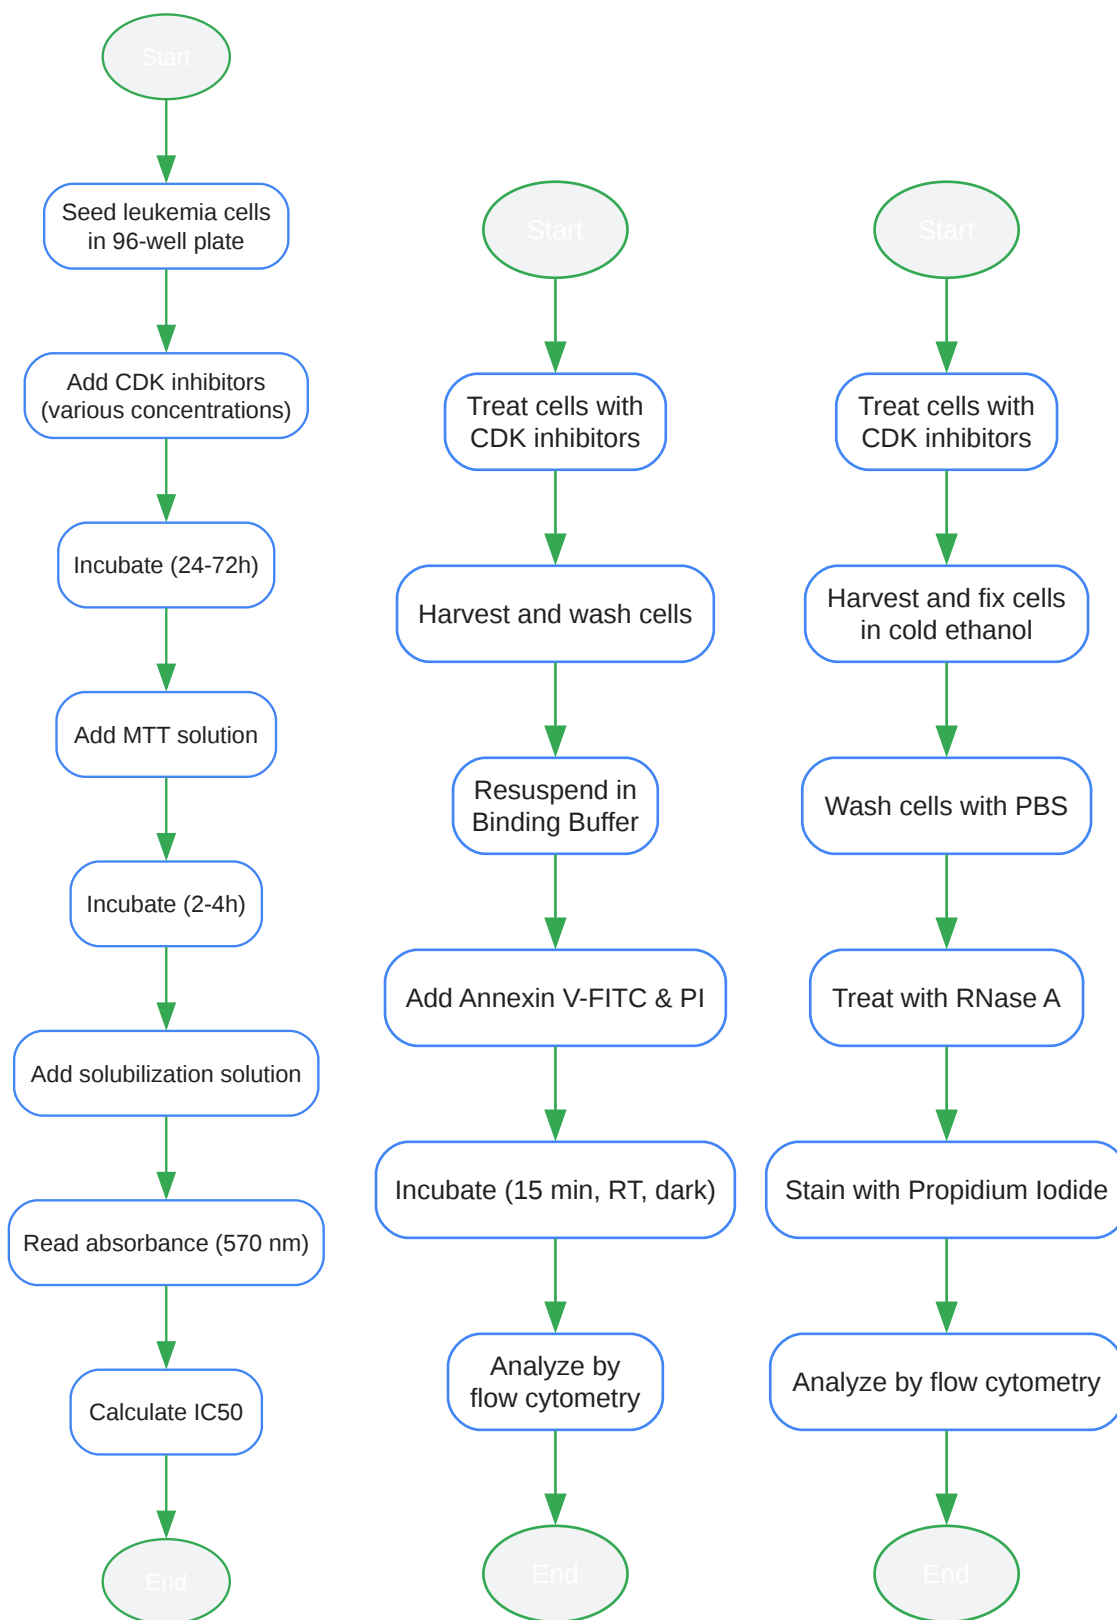 Start
Seed leukemia cells
in 96-well plate
Add CDK inhibitors
(various concentrations)
Incubate (24-72h)
Add MTT solution
Incubate (2-4h)
Add solubilization solution
Read absorbance (570 nm)
Calculate IC50
End
Start
Treat cells with
CDK inhibitors
Harvest and wash cells
Resuspend in
Binding Buffer
Add Annexin V-FITC & PI
Incubate (15 min, RT, dark)
Analyze by
flow cytometry
End
Start
Treat cells with
CDK inhibitors
Harvest and fix cells
in cold ethanol
Wash cells with PBS
Treat with RNase A
Stain with Propidium Iodide
Analyze by flow cytometry
End